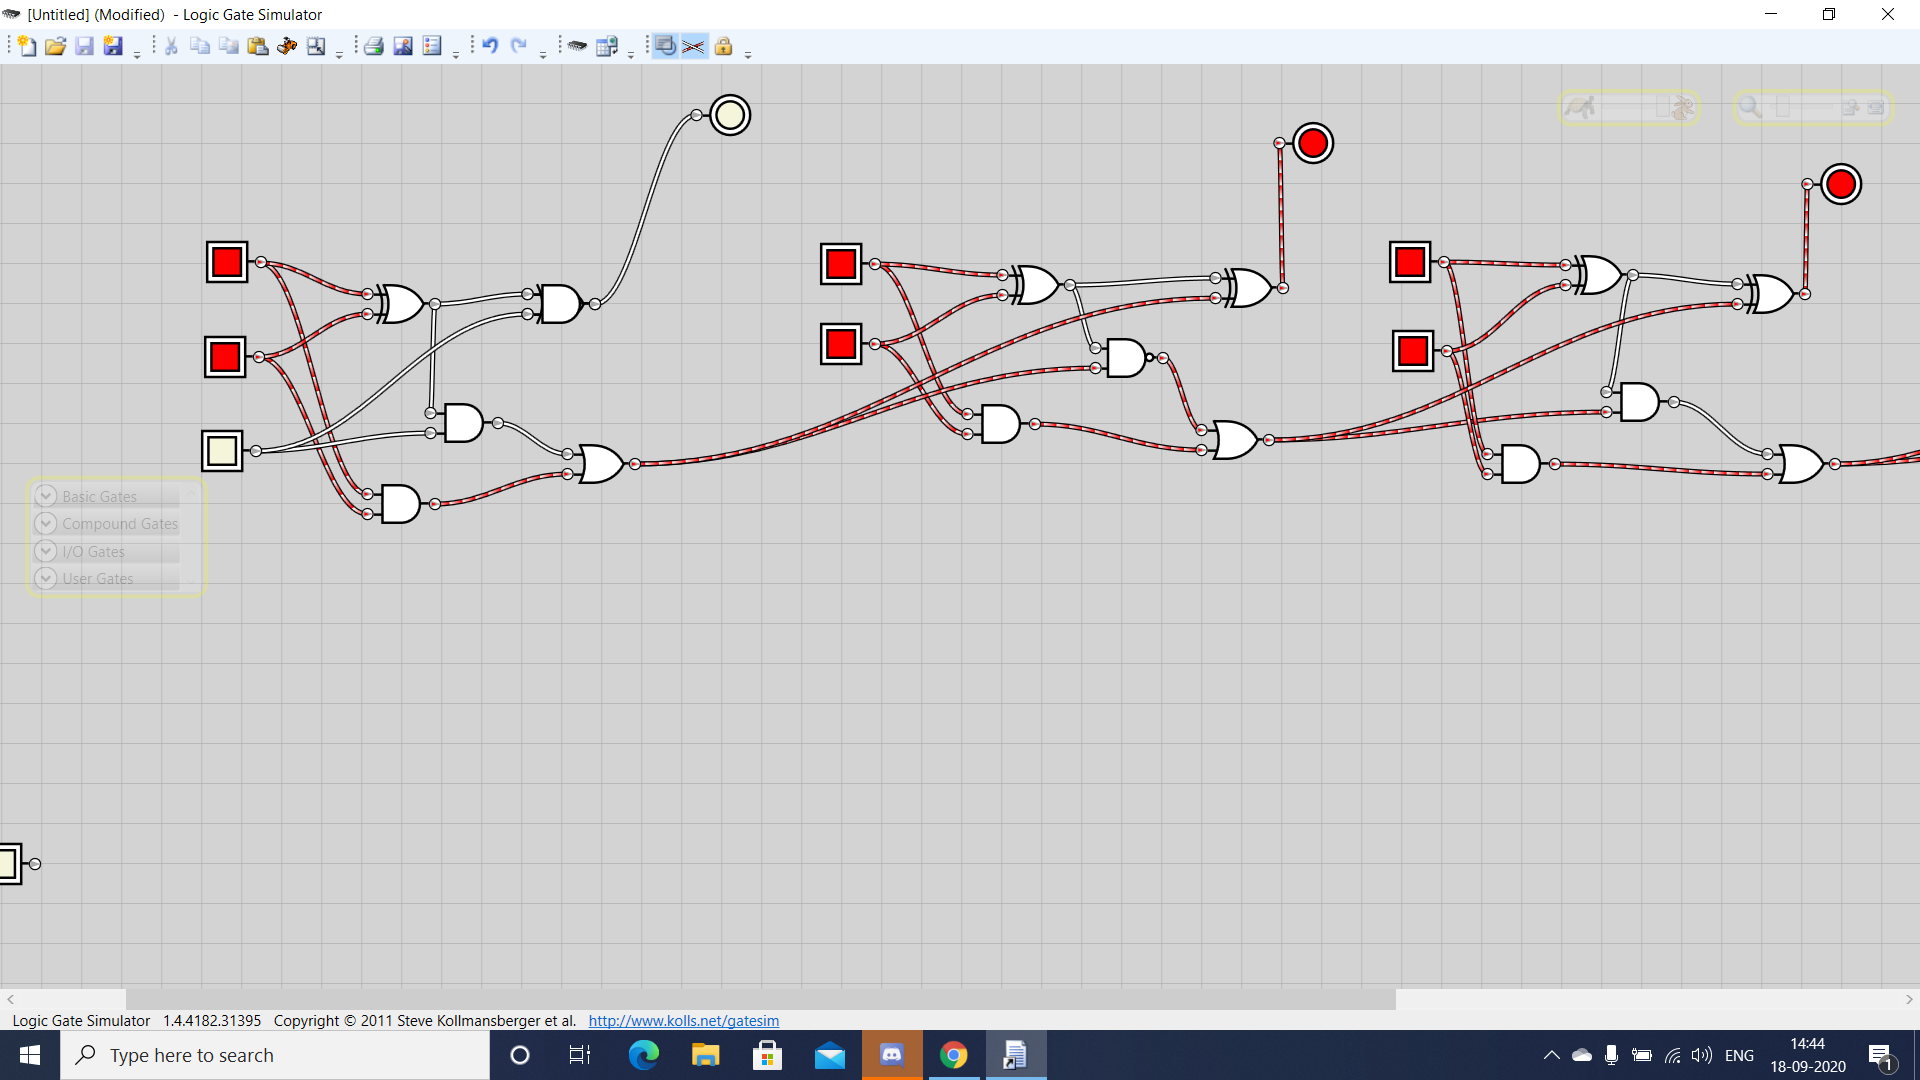 [Untitled] (Modified)  - Logic Gate Simulator
Basic Gates
Compound Gates
I/O Gates
User Gates
Logic Gate Simulator   1.4.4182.31395   Copyright © 2011 Steve Kollmansberger et al.   http://www.kolls.net/gatesim
Type here to search
ENG
14:44
18-09-2020
1